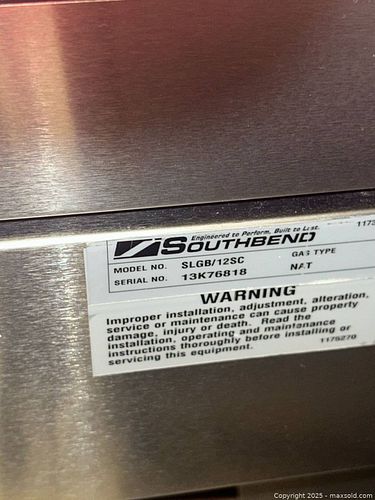 Engineered to Perform. Built to Last.
SOUTHBEND
1173
MODEL NO. SLGB/12SC GAS TYPE
SERIAL NO. 13K76818 NAT
WARNING
Improper installation, adjustment, alteration,
service or maintenance can cause property
damage, injury or death. Read the
installation, operating and maintenance
instructions thoroughly before installing or
servicing this equipment. 1175270
Copyright 2025 - maxsold.com